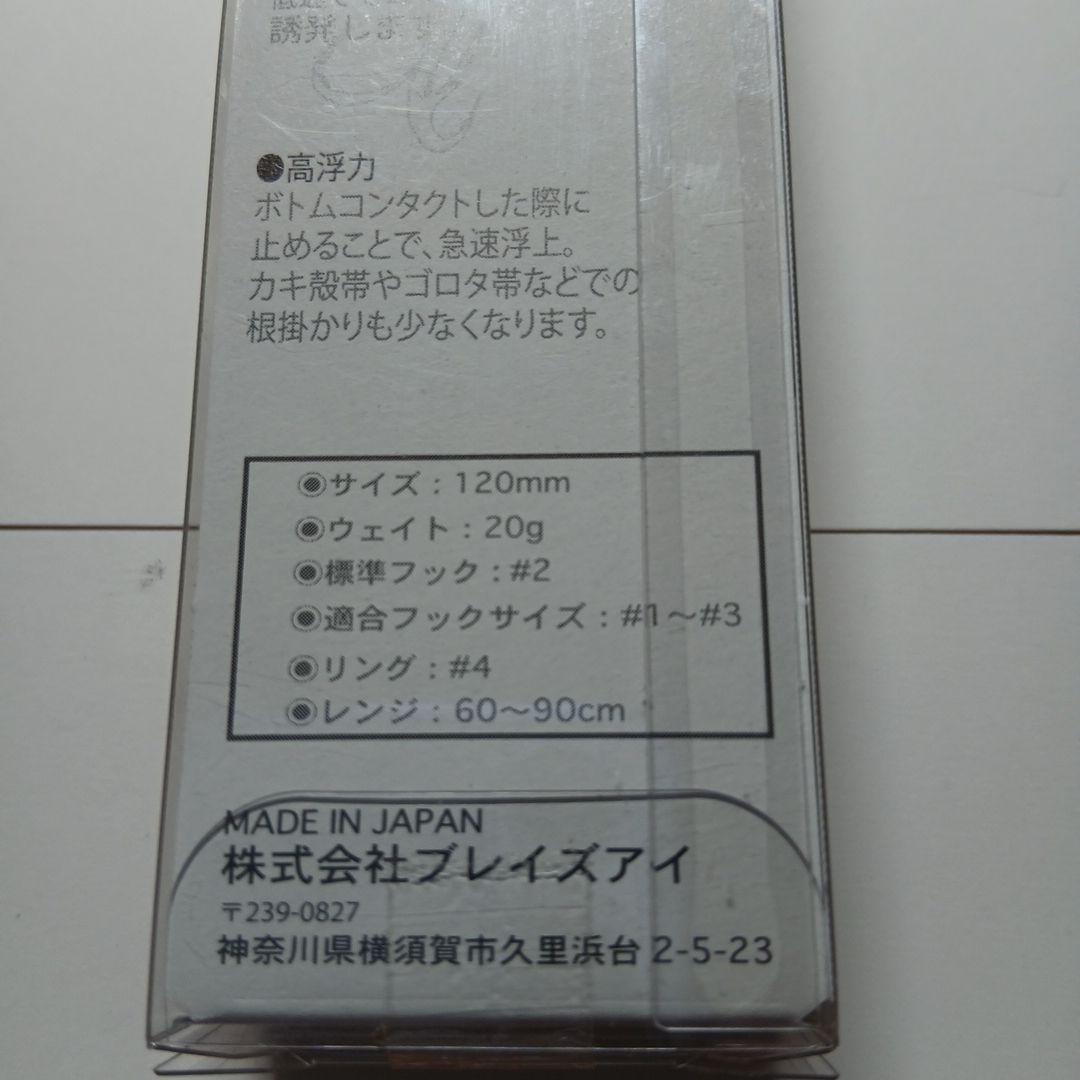 誘発します
●高浮力
ボトムコンタクトした際に
止めることで、急速浮上。
カキ殻帯やゴロタ帯などでの
根掛かりも少なくなります。
◉サイズ：120mm
◉ウェイト：20g
◉標準フック：#2
◉適合フックサイズ：#1～#3
◉リング：#4
◉レンジ：60～90cm
MADE IN JAPAN
株式会社ブレイズアイ
〒239-0827
神奈川県横須賀市久里浜台 2-5-23